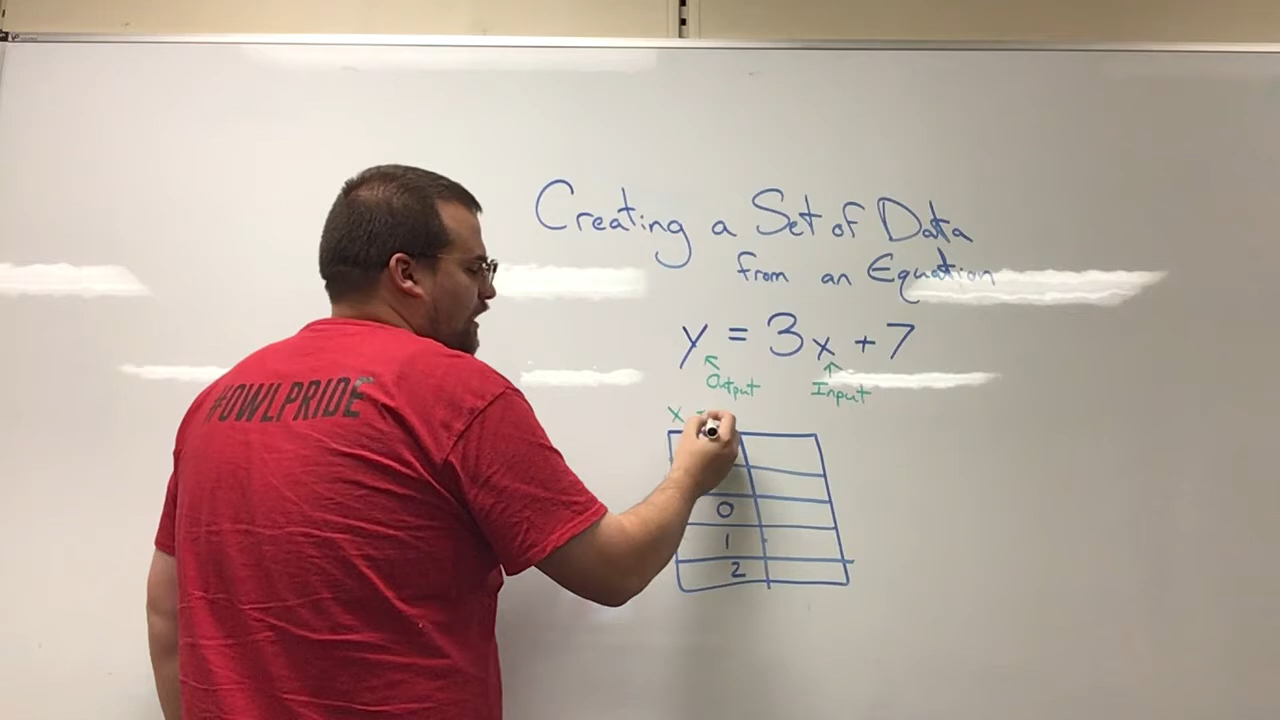 Creating a Set of Data
from an Equation
y = 3x + 7
Output Input
#OWLPRIDE
x
0
1
2